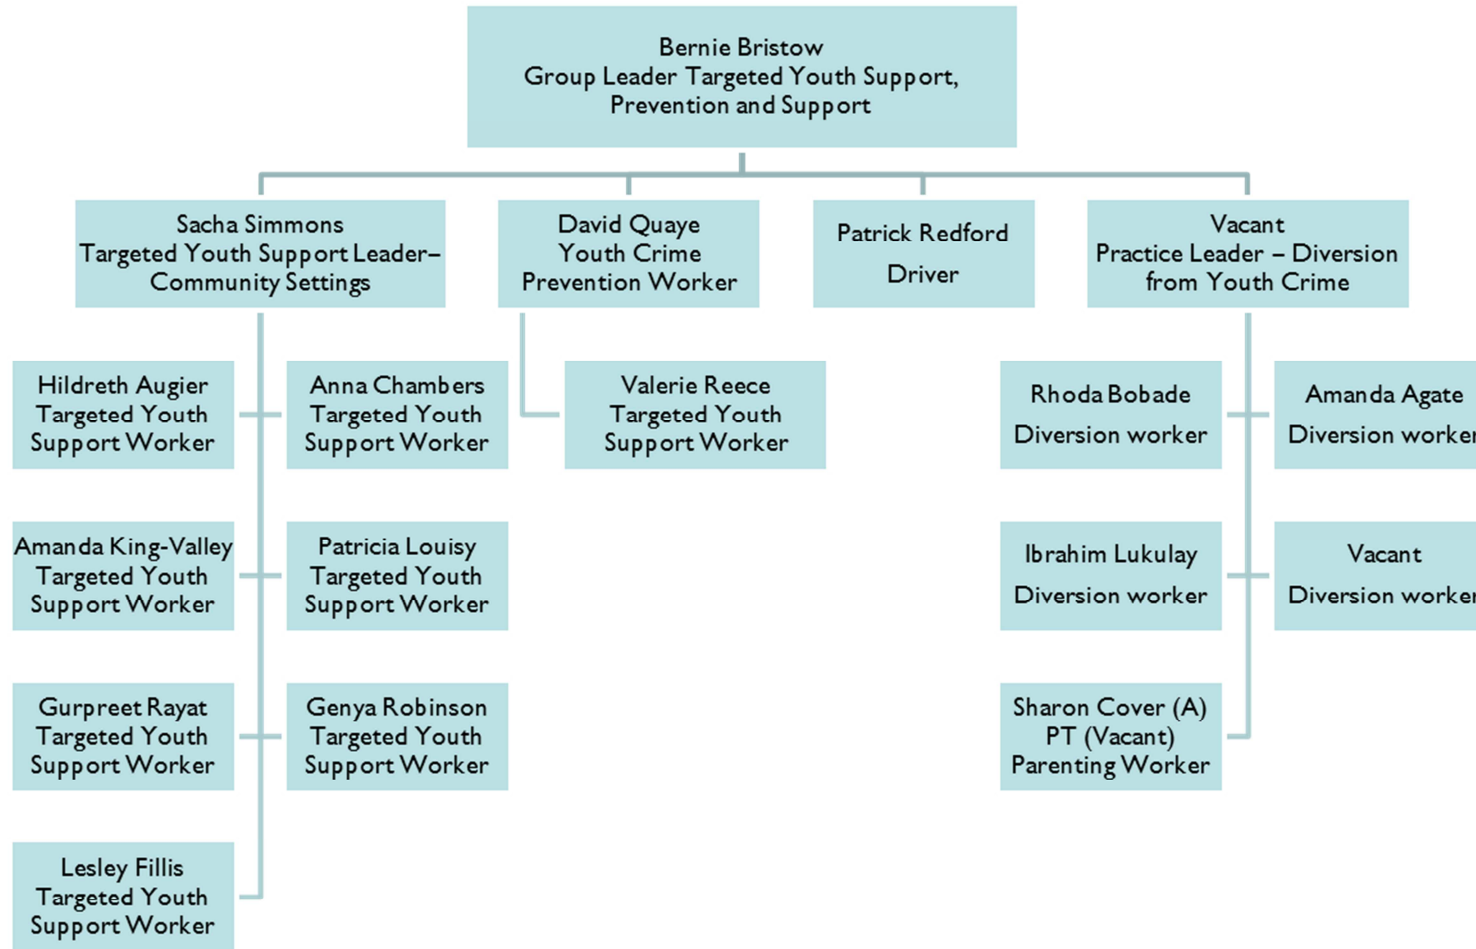 Bernie Bristow
Group Leader Targeted Youth Support,
Prevention and Support
Sacha Simmons
Targeted Youth Support Leader–
Community Settings
David Quaye
Youth Crime
Prevention Worker
Patrick Redford
Driver
Vacant
Practice Leader – Diversion
from Youth Crime
Hildreth Augier
Targeted Youth
Support Worker
Anna Chambers
Targeted Youth
Support Worker
Valerie Reece
Targeted Youth
Support Worker
Rhoda Bobade
Diversion worker
Amanda Agate
Diversion worker
Amanda King-Valley
Targeted Youth
Support Worker
Patricia Louisy
Targeted Youth
Support Worker
Ibrahim Lukulay
Diversion worker
Vacant
Diversion worker
Gurpreet Rayat
Targeted Youth
Support Worker
Genya Robinson
Targeted Youth
Support Worker
Sharon Cover (A)
PT (Vacant)
Parenting Worker
Lesley Fillis
Targeted Youth
Support Worker